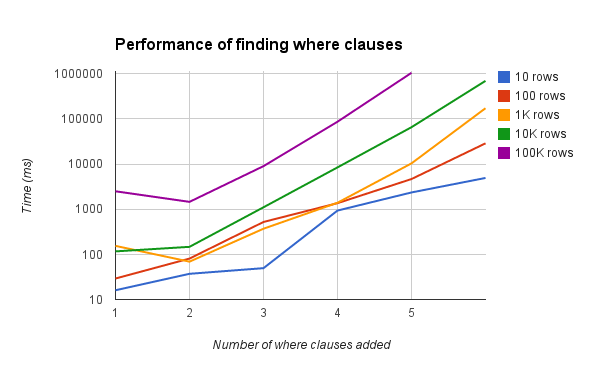 Performance of finding where clauses
1000000
100000
10000
1000
100
10
Time (ms)
1
2
3
4
5
Number of where clauses added
10 rows
100 rows
1K rows
10K rows
100K rows